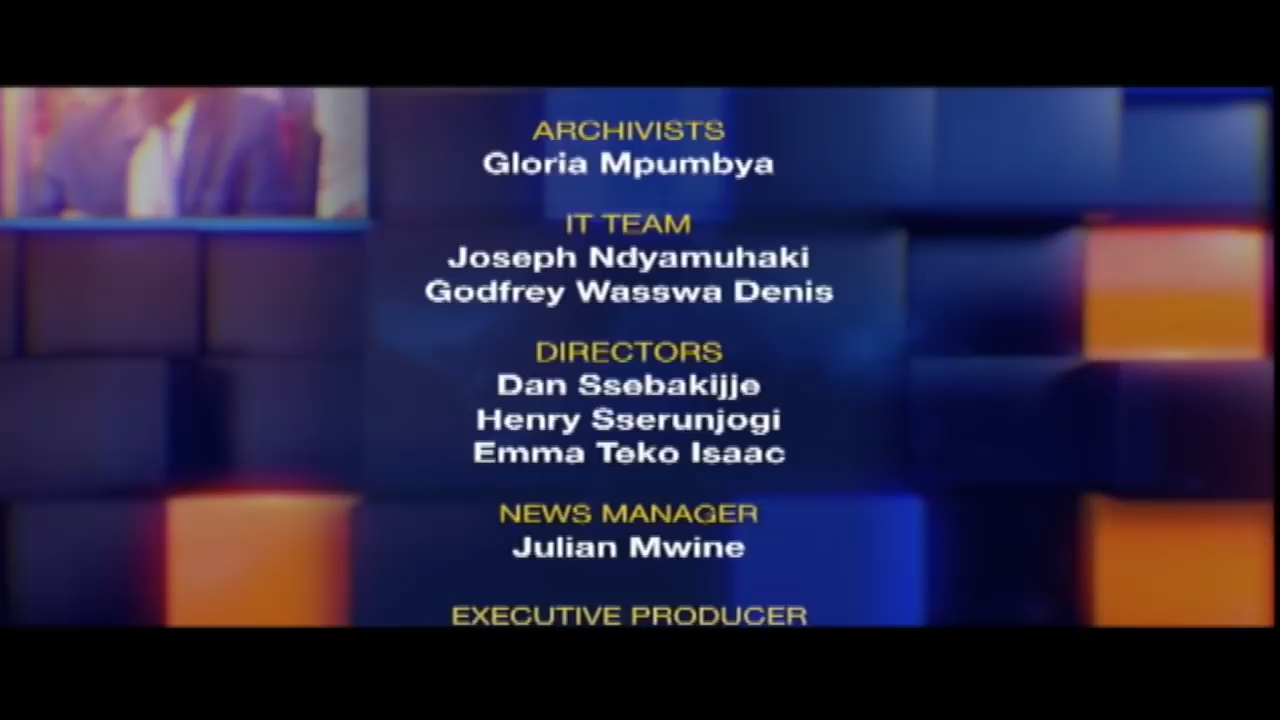 ARCHIVISTS
Gloria Mpumbya
IT TEAM
Joseph Ndyamuhaki
Godfrey Wasswa Denis
DIRECTORS
Dan Ssebakijje
Henry Sserunjogi
Emma Teko Isaac
NEWS MANAGER
Julian Mwine
EXECUTIVE PRODUCER